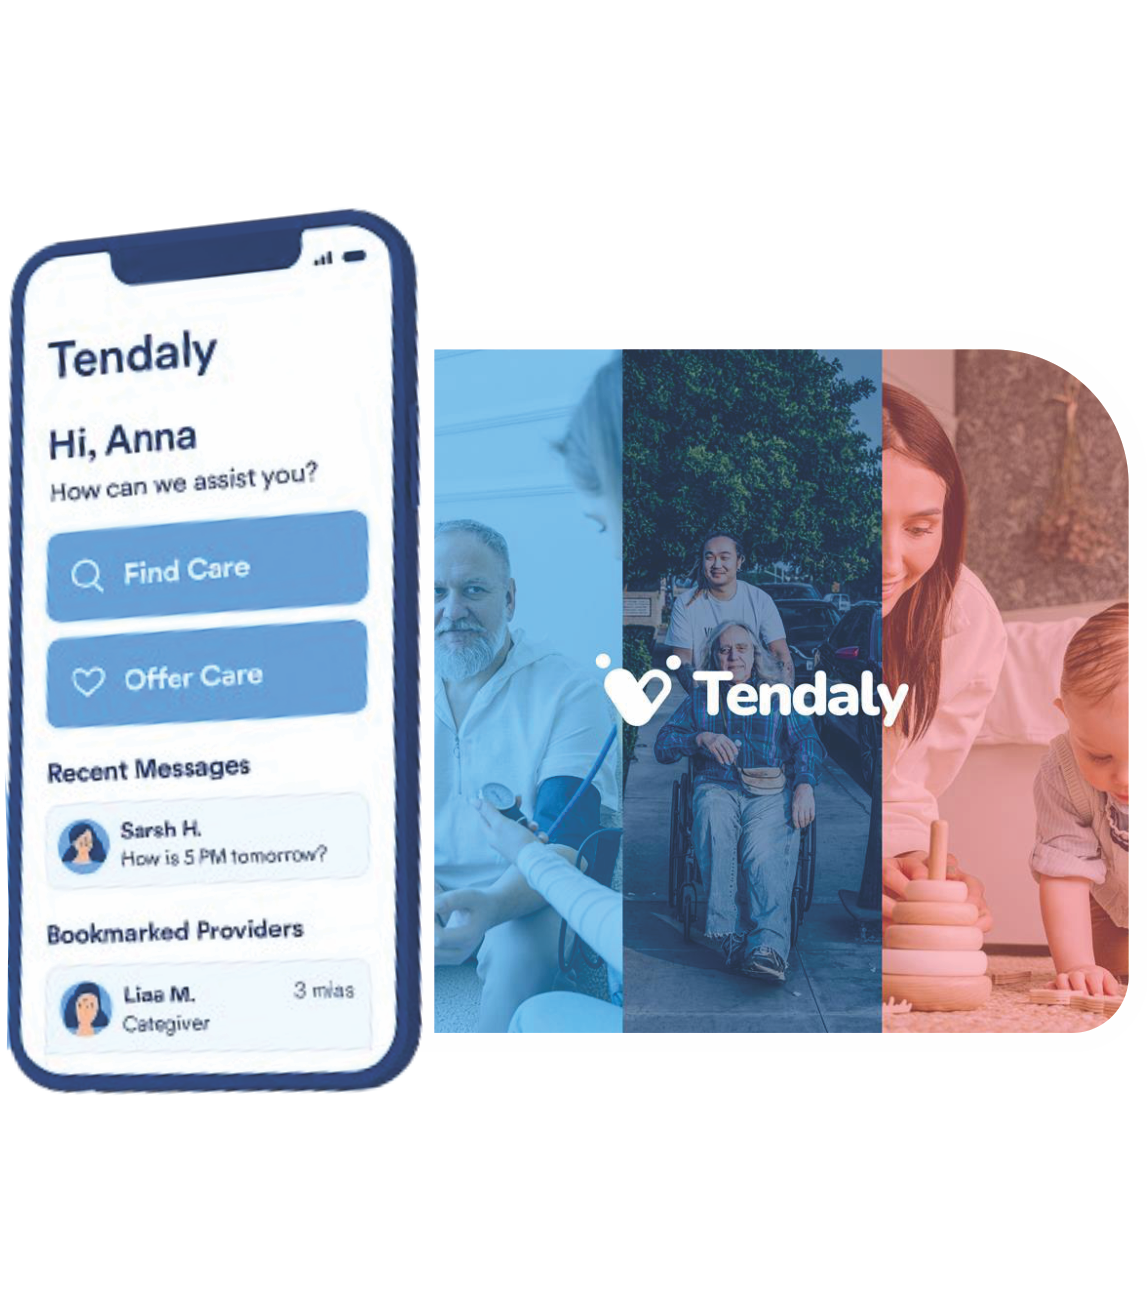 Tendaly
Hi, Anna
How can we assist you?
Find Care
Offer Care
Recent Messages
Sarsh H.
How is 5 PM tomorrow?
Bookmarked Providers
Liaa M.
3 mlas
Categiver
Tendaly